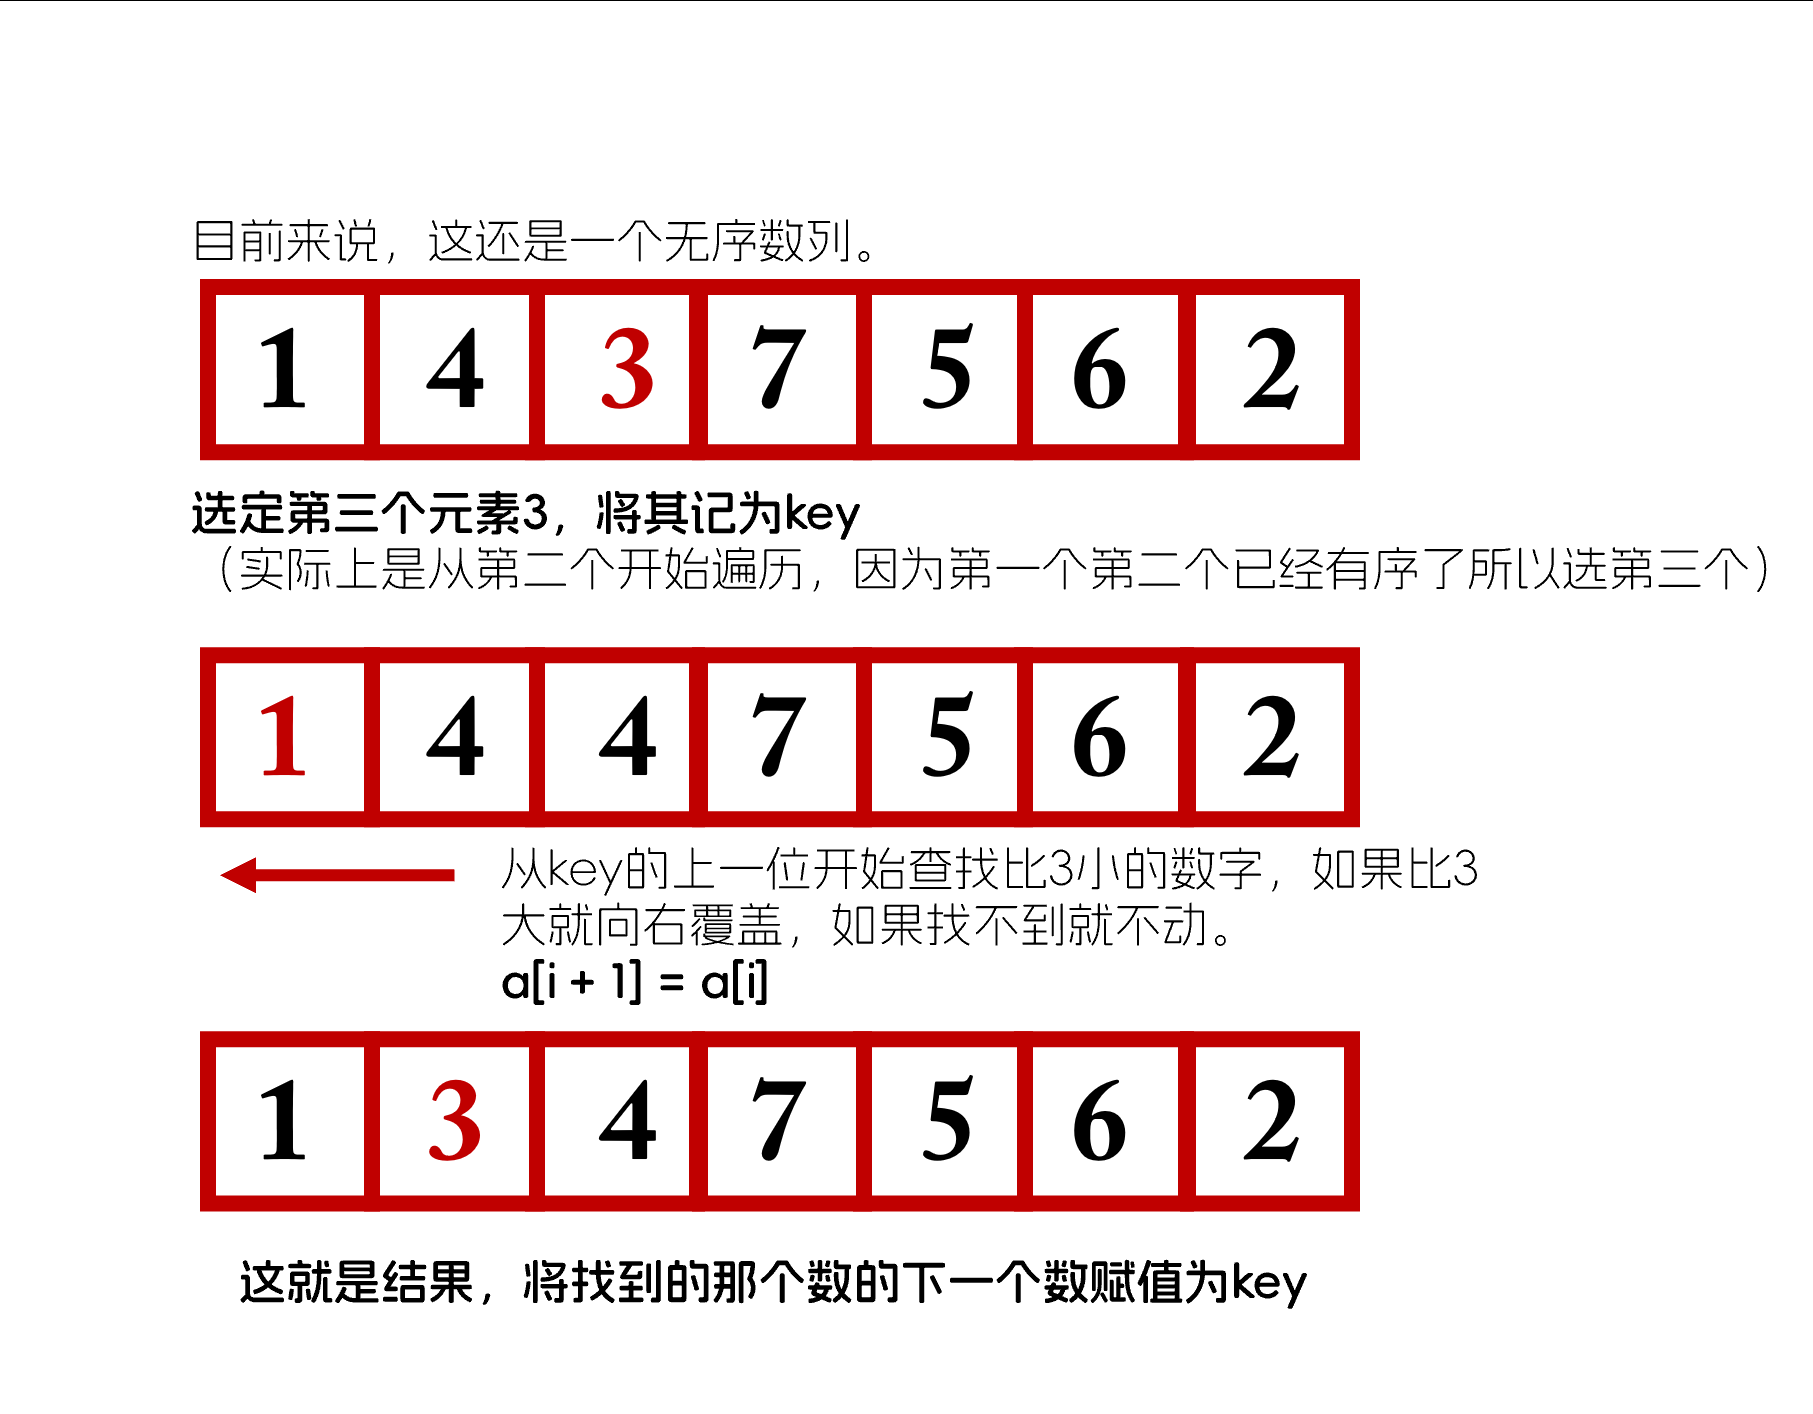 目前来说，这还是一个无序数列。
1 4 3 7 5 6 2
选定第三个元素3，将其记为key
（实际上是从第二个开始遍历，因为第一个第二个已经有序了所以选第三个）
1 4 4 7 5 6 2
从key的上一位开始查找比3小的数字，如果比3
大就向右覆盖，如果找不到就不动。
a[i + 1] = a[i]
1 3 4 7 5 6 2
这就是结果，将找到的那个数的下一个数赋值为key